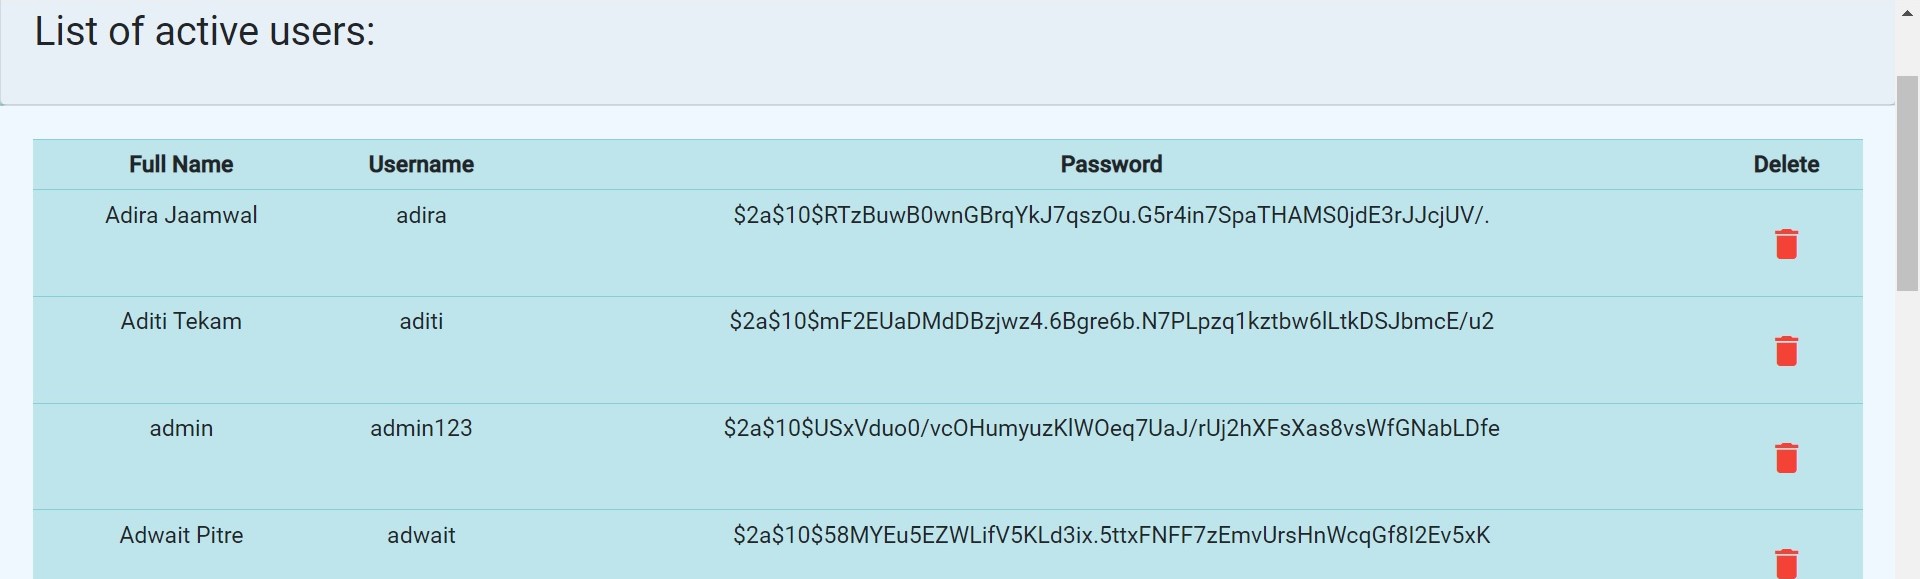 List of active users:
Full Name Username Password Delete
Adira Jaamwal adira $2a$10$RTzBuwB0wnGBrqYkJ7qszOu.G5r4in7SpaTHAMS0jdE3rJJcjUV/.
Aditi Tekam aditi $2a$10$mF2EUaDMdDBzjwz4.6Bgre6b.N7PLpzq1kztbw6lLtkDSJbmcE/u2
admin admin123 $2a$10$USxVduo0/vcOHumyuzKlWOeq7UaJ/rUj2hXFsXas8vsWfGNabLDfe
Adwait Pitre adwait $2a$10$58MYEu5EZWLifV5KLd3ix.5ttxFNFF7zEmvUrsHnWcqGf8I2Ev5xK